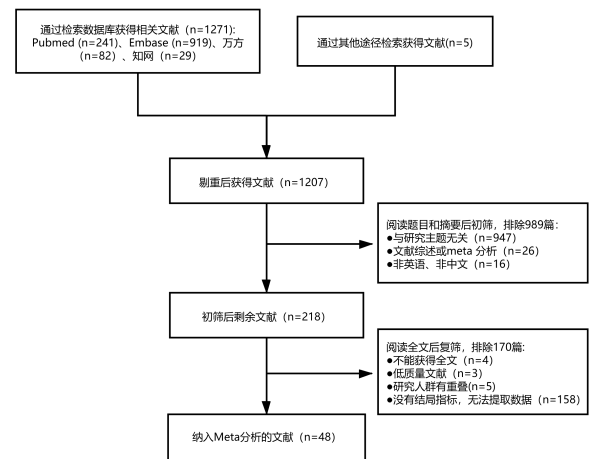 通过检索数据库获得相关文献（n=1271):
Pubmed (n=241)、Embase (n=919)、万方
（n=82）、知网（n=29）
通过其他途径检索获得文献(n=5)
剔重后获得文献（n=1207）
阅读题目和摘要后初筛，排除989篇：
●与研究主题无关（n=947）
●文献综述或meta 分析（n=26）
●非英语、非中文（n=16）
初筛后剩余文献（n=218）
阅读全文后复筛，排除170篇:
●不能获得全文（n=4）
●低质量文献（n=3）
●研究人群有重叠(n=5)
●没有结局指标，无法提取数据（n=158）
纳入Meta分析的文献（n=48）